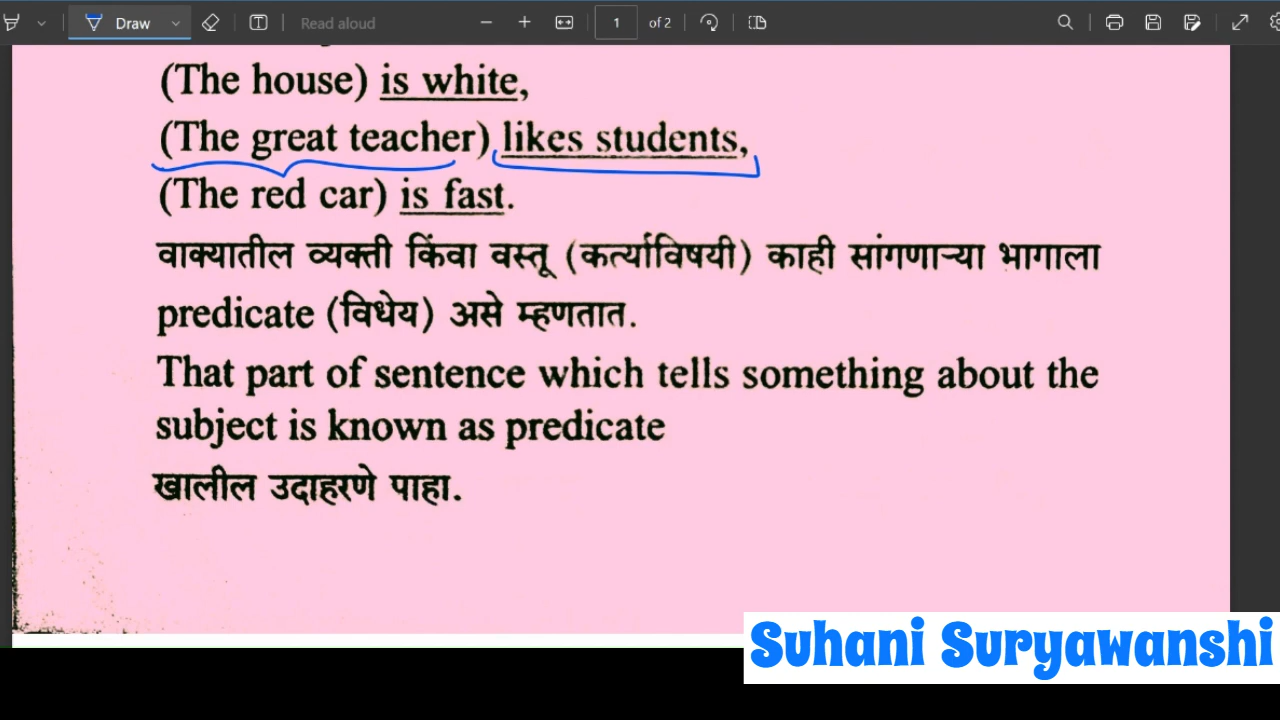 Draw
Read aloud
1 of 2
(The house) is white,
(The great teacher) likes students,
(The red car) is fast.
वाक्यातील व्यक्ती किंवा वस्तू (कर्त्याविषयी) काही सांगणाऱ्या भागाला
predicate (विधेय) असे म्हणतात.
That part of sentence which tells something about the
subject is known as predicate
खालील उदाहरणे पाहा.
Suhani Suryawanshi